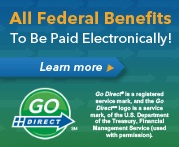 All Federal Benefits
To Be Paid Electronically!
Learn more
GO
DIRECT
SM
Go Direct® is a registered
service mark, and the Go
Direct℠ logo is a service
mark, of the U.S. Department
of the Treasury, Financial
Management Service (used
with permission).